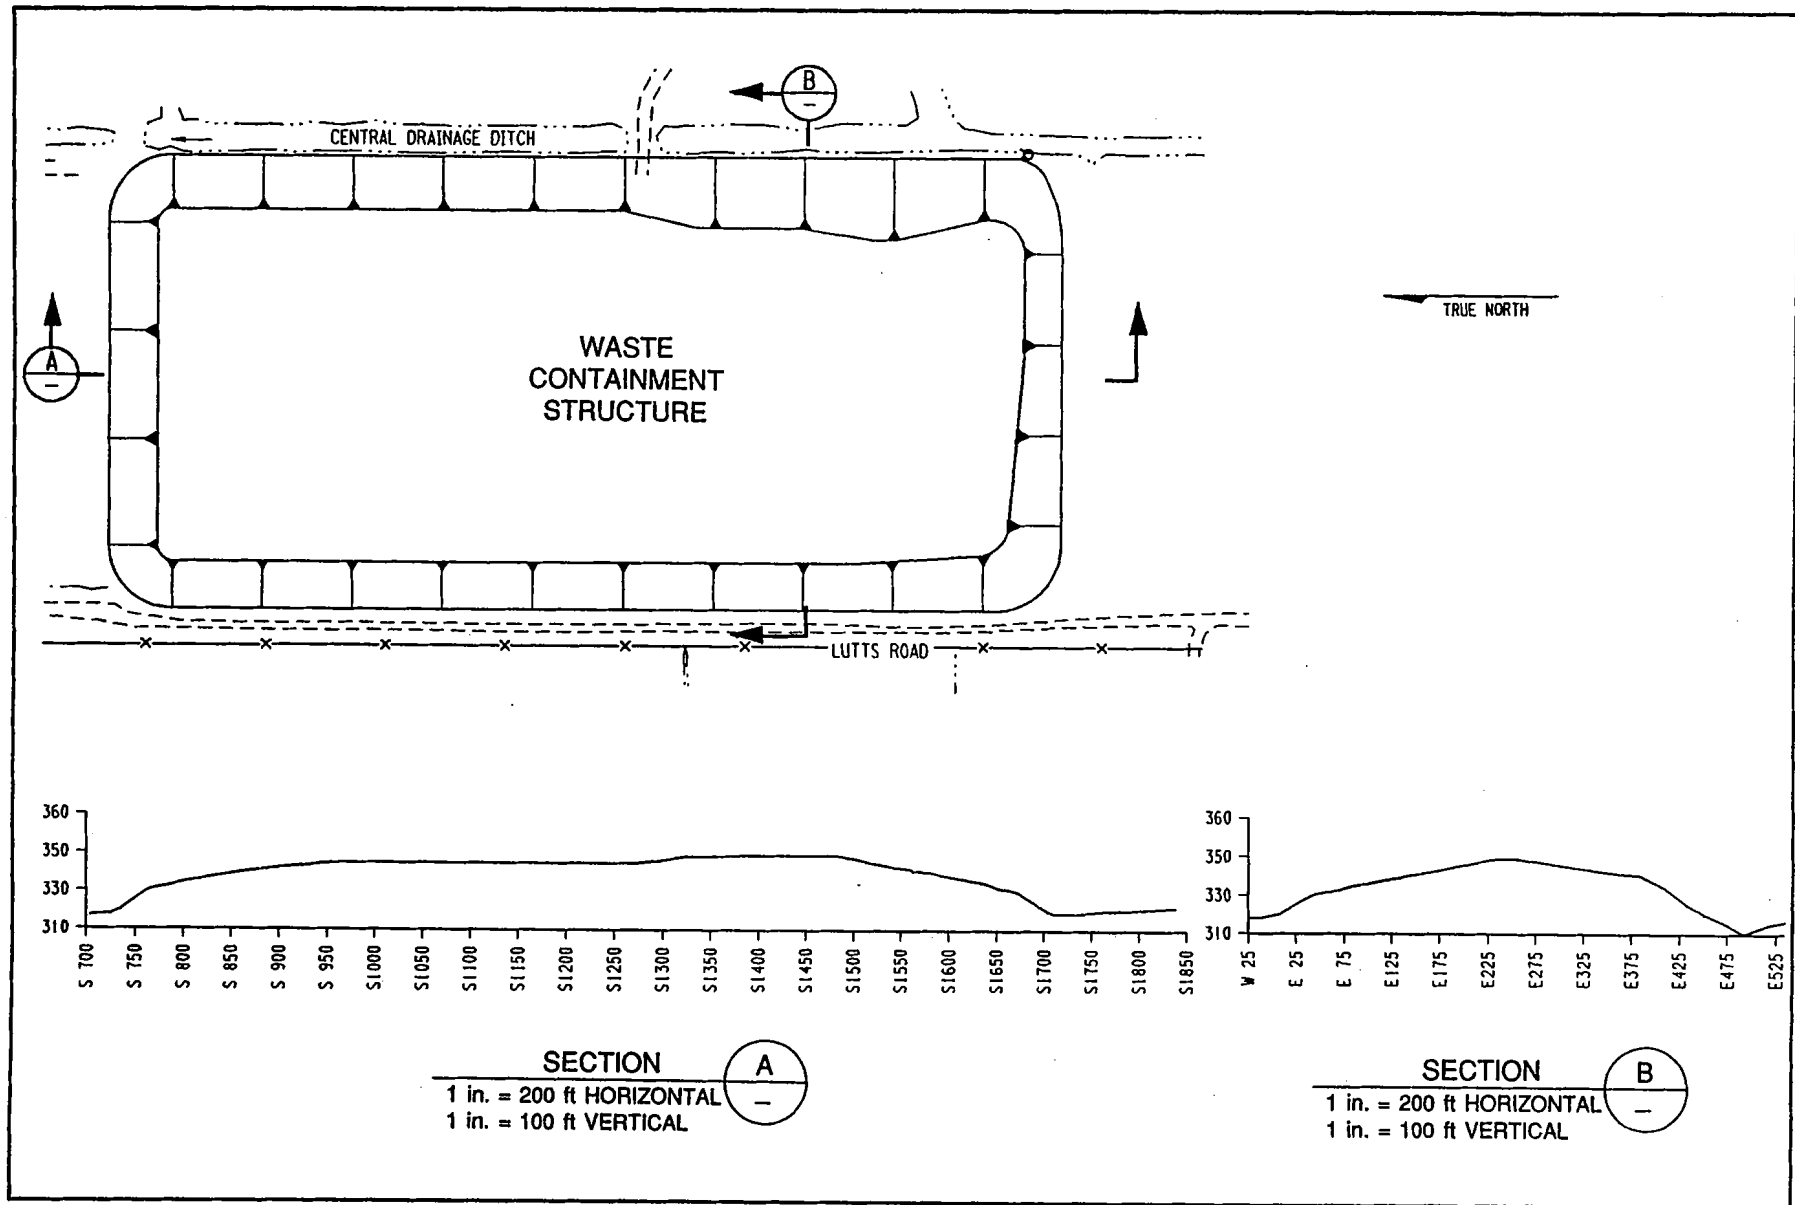 B
–
CENTRAL DRAINAGE DITCH
TRUE NORTH
A
–
WASTE
CONTAINMENT
STRUCTURE
LUTTS ROAD
360
350
330
310
S 700
S 750
S 800
S 850
S 900
S 950
S1000
S1050
S1100
S1150
S1200
S1250
S1300
S1350
S1400
S1450
S1500
S1550
S1600
S1650
S1700
S1750
S1800
S1850
360
350
330
310
W 25
E 25
E 75
E125
E175
E225
E275
E325
E375
E425
E475
E525
SECTION
A
–
1 in. = 200 ft HORIZONTAL
1 in. = 100 ft VERTICAL
SECTION
B
–
1 in. = 200 ft HORIZONTAL
1 in. = 100 ft VERTICAL